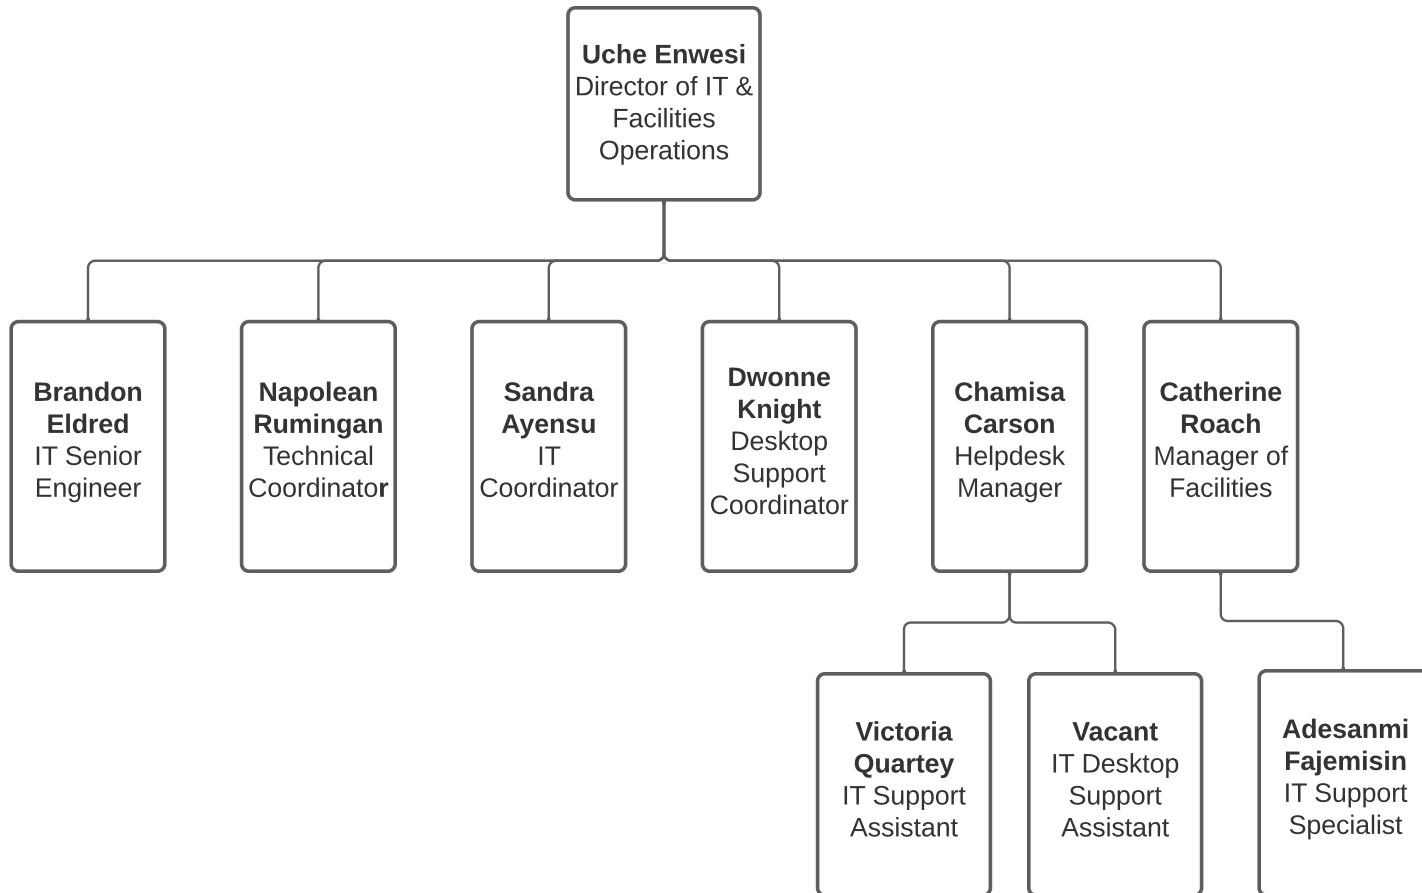 Uche Enwesi
Director of IT &
Facilities
Operations
Brandon
Eldred
IT Senior
Engineer
Napolean
Rumingan
Technical
Coordinator
Sandra
Ayensu
IT
Coordinator
Dwonne
Knight
Desktop
Support
Coordinator
Chamisa
Carson
Helpdesk
Manager
Catherine
Roach
Manager of
Facilities
Victoria
Quartey
IT Support
Assistant
Vacant
IT Desktop
Support
Assistant
Adesanmi
Fajemisin
IT Support
Specialist